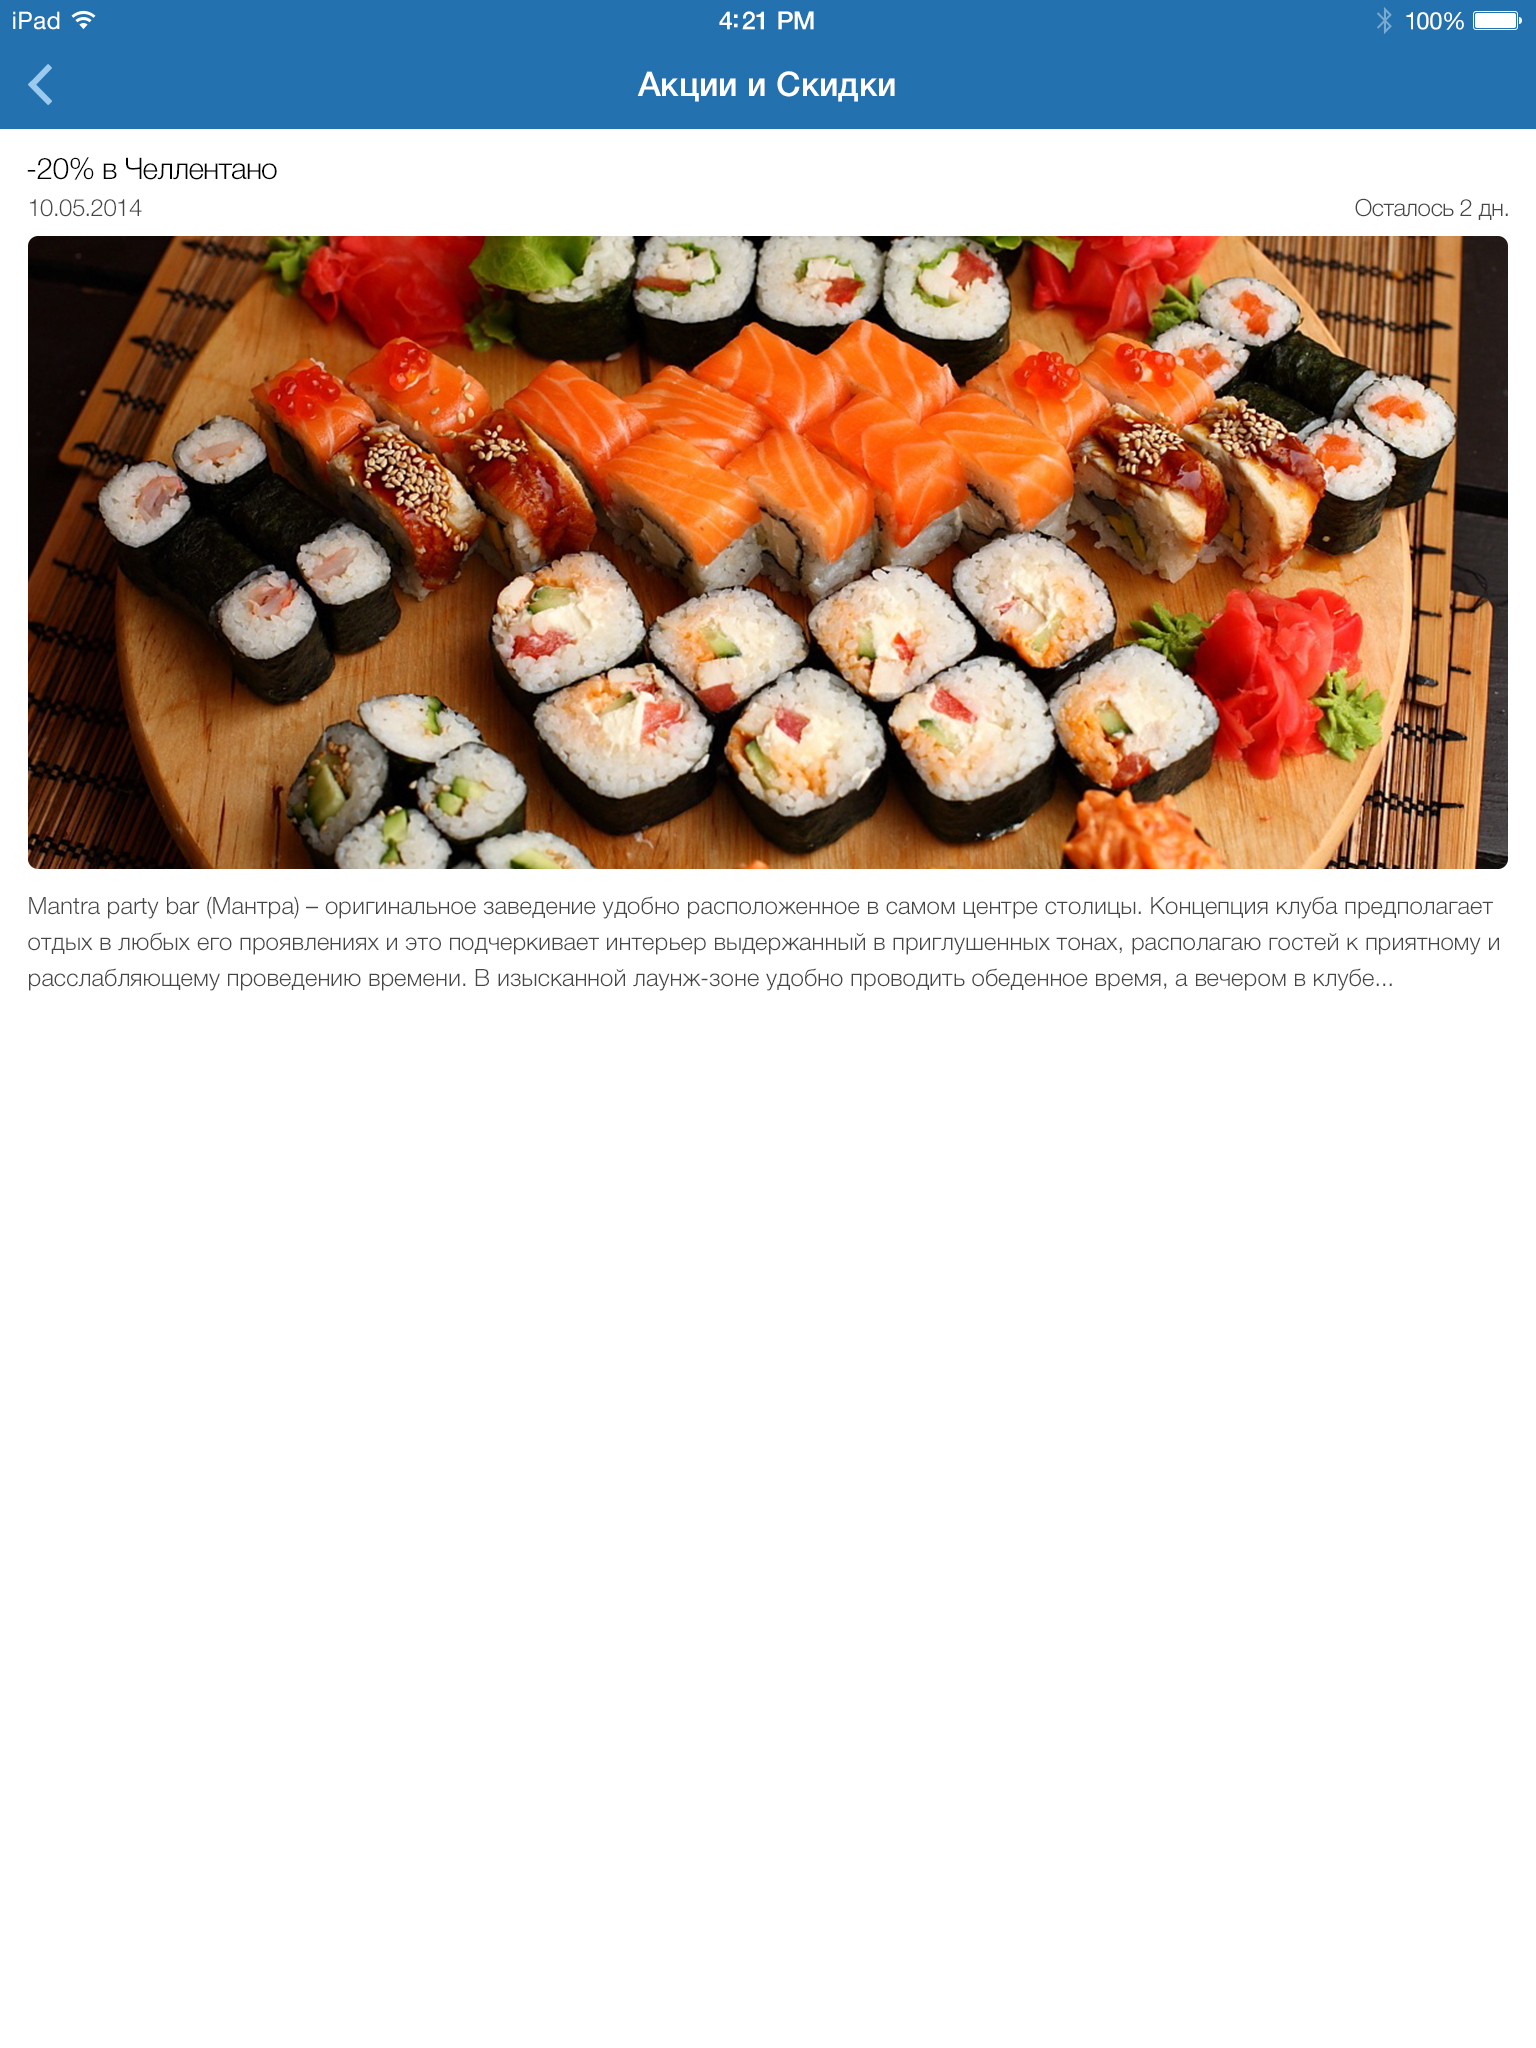 iPad
4:21 PM
100%
Акции и Скидки
-20% в Челлентано
10.05.2014
Осталось 2 дн.
Mantra party bar (Мантра) – оригинальное заведение удобно расположенное в самом центре столицы. Концепция клуба предполагает
отдых в любых его проявлениях и это подчеркивает интерьер выдержанный в приглушенных тонах, располагаю гостей к приятному и
расслабляющему проведению времени. В изысканной лаунж-зоне удобно проводить обеденное время, а вечером в клубе...